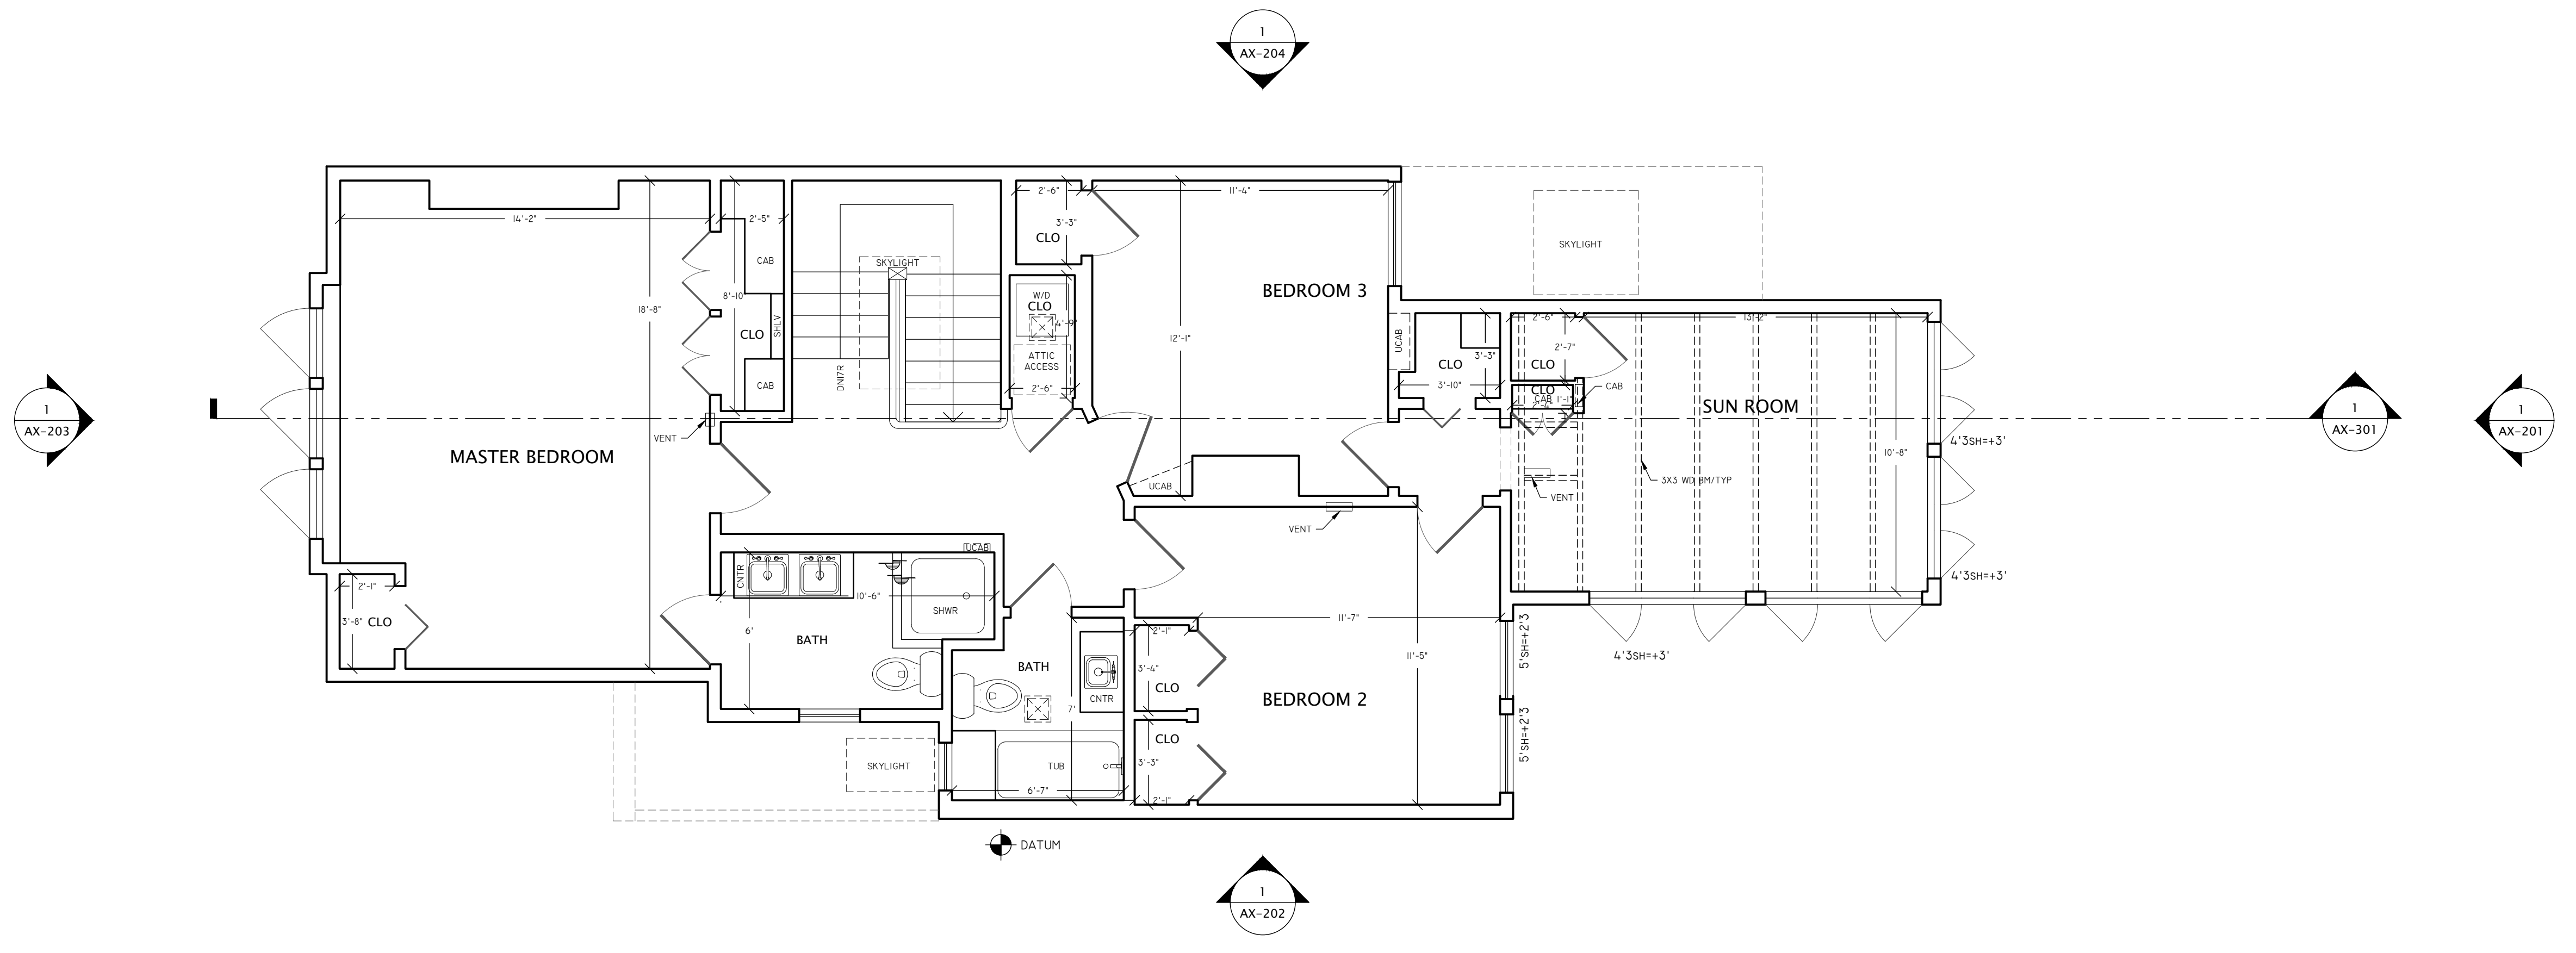 1
AX-204
14'-2"
2'-5"
2'-6"
11'-4"
3'-3"
CLO
18'-8"
8'-10"
CAB
SKYLIGHT
SKYLIGHT
W/D
CLO
4'-9"
BEDROOM 3
SHLV
CLO
CAB
DN17R
ATTIC
ACCESS
2'-6"
12'-1"
UCAB
CLO
3'-3"
3'-10"
2'-6"
13'-2"
2'-7"
CLO
CLO
CAB
1'-1"
2'-4"
CAB
SUN ROOM
1
AX-203
1
AX-301
1
AX-201
VENT
MASTER BEDROOM
4'3SH=+3'
10'-8"
3X3 WD BM/TYP
VENT
UCAB
VENT
UCAB
CNTR
10'-6"
SHWR
4'3SH=+3'
2'-1"
3'-8"
CLO
6'
BATH
11'-7"
2'-1"
5'SH=+2'3
4'3SH=+3'
11'-5"
BATH
3'-4"
CLO
CNTR
BEDROOM 2
7'
CLO
5'SH=+2'3
SKYLIGHT
TUB
3'-3"
6'-7"
2'-1"
DATUM
1
AX-202